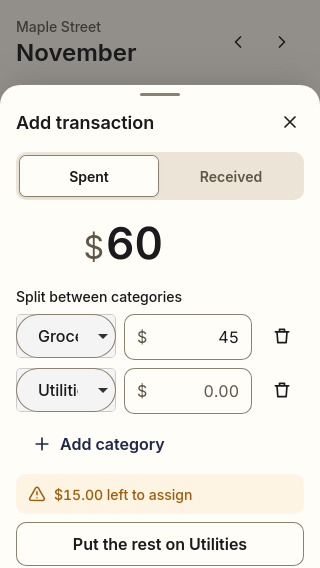 Maple Street
November
Add transaction
Spent Received
$60
Split between categories
Groce $ 45
Utiliti $ 0.00
Add category
$15.00 left to assign
Put the rest on Utilities